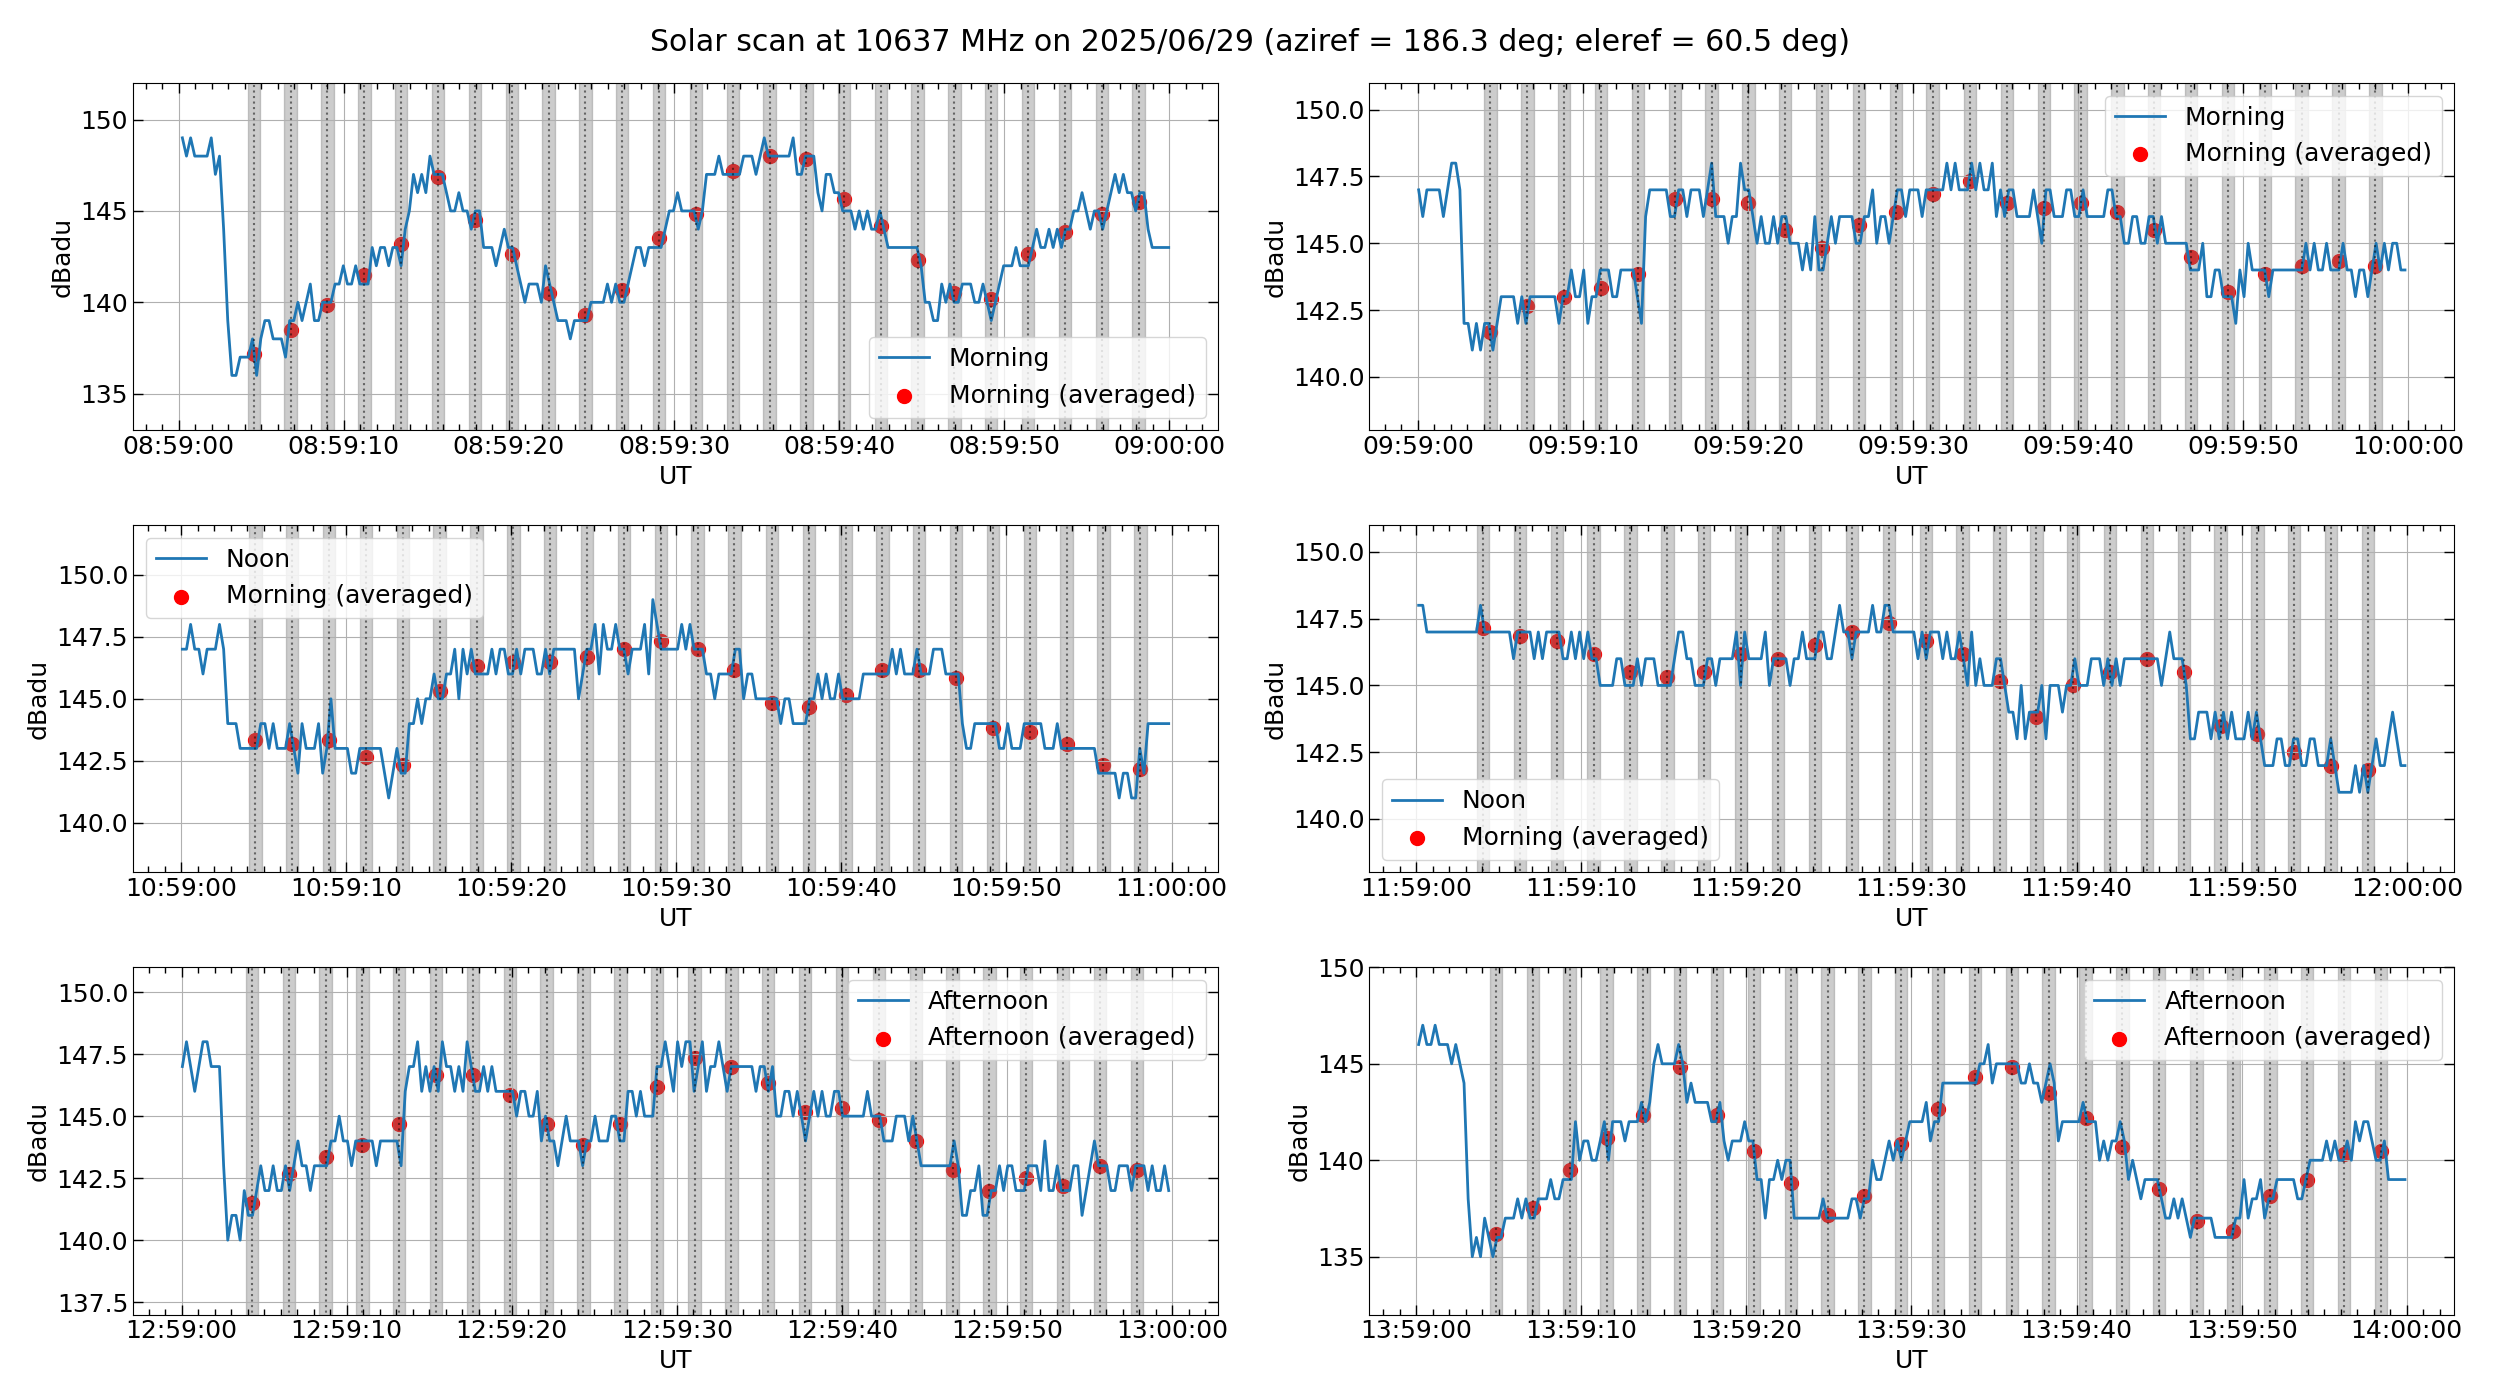 Solar scan at 10637 MHz on 2025/06/29 (aziref = 186.3 deg; eleref = 60.5 deg)
150
145
140
135
dBadu
Morning
Morning (averaged)
08:59:00 08:59:10 08:59:20 08:59:30 08:59:40 08:59:50 09:00:00
UT
150.0
147.5
145.0
142.5
140.0
dBadu
Morning
Morning (averaged)
09:59:00 09:59:10 09:59:20 09:59:30 09:59:40 09:59:50 10:00:00
UT
150.0
147.5
145.0
142.5
140.0
dBadu
Noon
Morning (averaged)
10:59:00 10:59:10 10:59:20 10:59:30 10:59:40 10:59:50 11:00:00
UT
150.0
147.5
145.0
142.5
140.0
dBadu
Noon
Morning (averaged)
11:59:00 11:59:10 11:59:20 11:59:30 11:59:40 11:59:50 12:00:00
UT
150.0
147.5
145.0
142.5
140.0
137.5
dBadu
Afternoon
Afternoon (averaged)
12:59:00 12:59:10 12:59:20 12:59:30 12:59:40 12:59:50 13:00:00
UT
150
145
140
135
dBadu
Afternoon
Afternoon (averaged)
13:59:00 13:59:10 13:59:20 13:59:30 13:59:40 13:59:50 14:00:00
UT